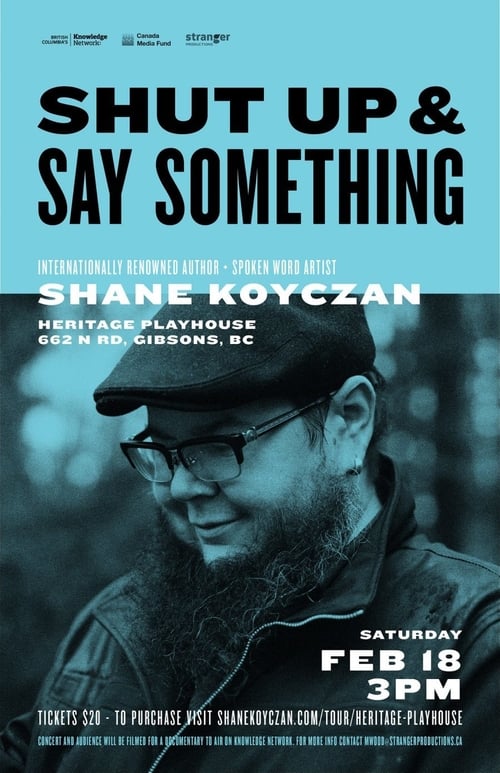 BRITISH COLUMBIA'S Knowledge Network:
Canada Media Fund
stranger PRODUCTIONS
SHUT UP &
SAY SOMETHING
INTERNATIONALLY RENOWNED AUTHOR • SPOKEN WORD ARTIST
SHANE KOYCZAN
HERITAGE PLAYHOUSE
662 N RD, GIBSONS, BC
SATURDAY
FEB 18
3PM
TICKETS $20 - TO PURCHASE VISIT SHANEKOYCZAN.COM/TOUR/HERITAGE-PLAYHOUSE
CONCERT AND AUDIENCE WILL BE FILMED FOR A DOCUMENTARY TO AIR ON KNOWLEDGE NETWORK. FOR MORE INFO CONTACT MWOOD@STRANGERPRODUCTIONS.CA